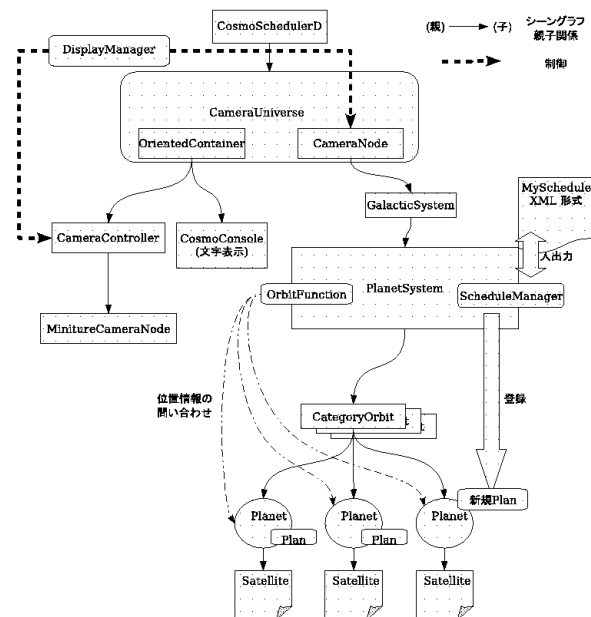 CosmoSchedulerD
(親) (子) シーングラフ
親子関係
DisplayManager
制御
CameraUniverse
OrientedContainer
CameraNode
MySchedule
XML 形式
GalacticSystem
CameraController
CosmoConsole
(文字表示)
入出力
OrbitFunction
PlanetSystem
ScheduleManager
MinitureCameraNode
位置情報の
問い合わせ
登録
CategoryOrbit
t
t
新規Plan
Planet
Planet
Planet
Plan
Plan
Satellite
Satellite
Satellite